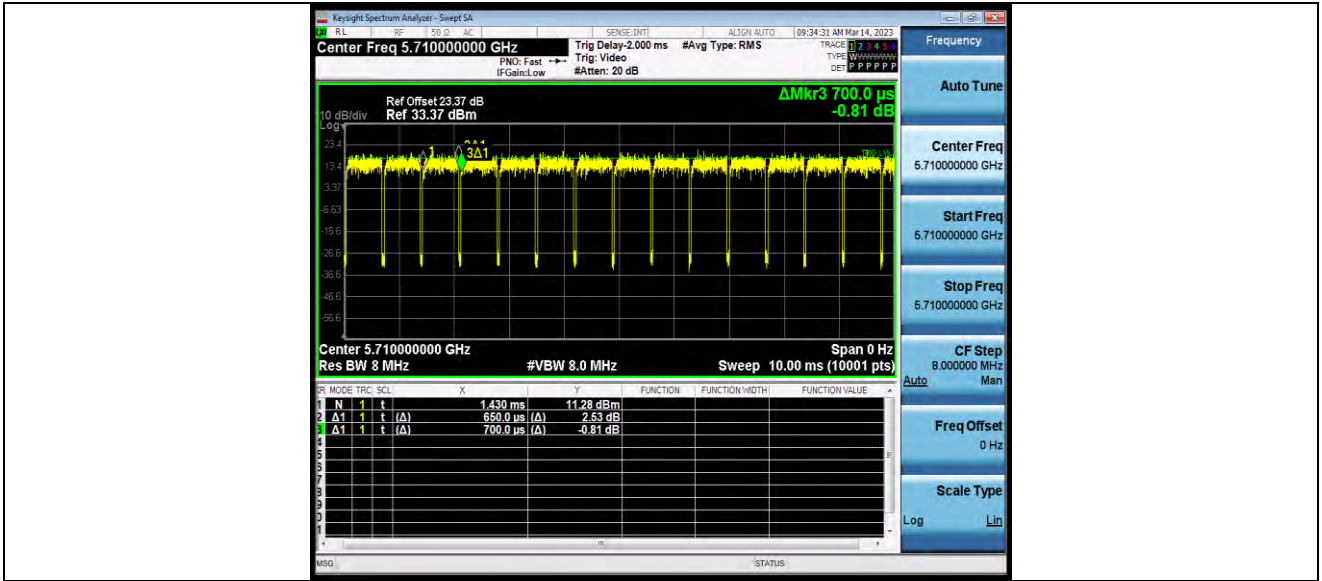 Keysight Spectrum Analyzer - Swept SA
RL RF 50 Ω AC SENSE:INT ALIGN AUTO 09:34:31 AM Mar 14, 2023
Center Freq 5.710000000 GHz Trig Delay-2.000 ms #Avg Type: RMS TRACE 1 2 3 4 5 6
PNO: Fast Trig: Video TYPE WWWWWW
IFGain:Low #Atten: 20 dB DET P P P P P P
ΔMkr3 700.0 µs
Ref Offset 23.37 dB
10 dB/div Ref 33.37 dBm -0.81 dB
Log
23.4
1 3Δ1 TRIG LVL
13.4
3.37
-6.63
-16.6
-26.6
-36.6
-46.6
-56.6
Center 5.710000000 GHz Span 0 Hz
Res BW 8 MHz #VBW 8.0 MHz Sweep 10.00 ms (10001 pts)
MODE TRC SCL X Y FUNCTION FUNCTION WIDTH FUNCTION VALUE
1 N 1 t 1.430 ms 11.28 dBm
2 Δ1 1 t (Δ) 650.0 µs (Δ) 2.53 dB
3 Δ1 1 t (Δ) 700.0 µs (Δ) -0.81 dB
4
5
6
7
8
9
MSG STATUS
Frequency
Auto Tune
Center Freq
5.710000000 GHz
Start Freq
5.710000000 GHz
Stop Freq
5.710000000 GHz
CF Step
8.000000 MHz
Auto Man
Freq Offset
0 Hz
Scale Type
Log Lin